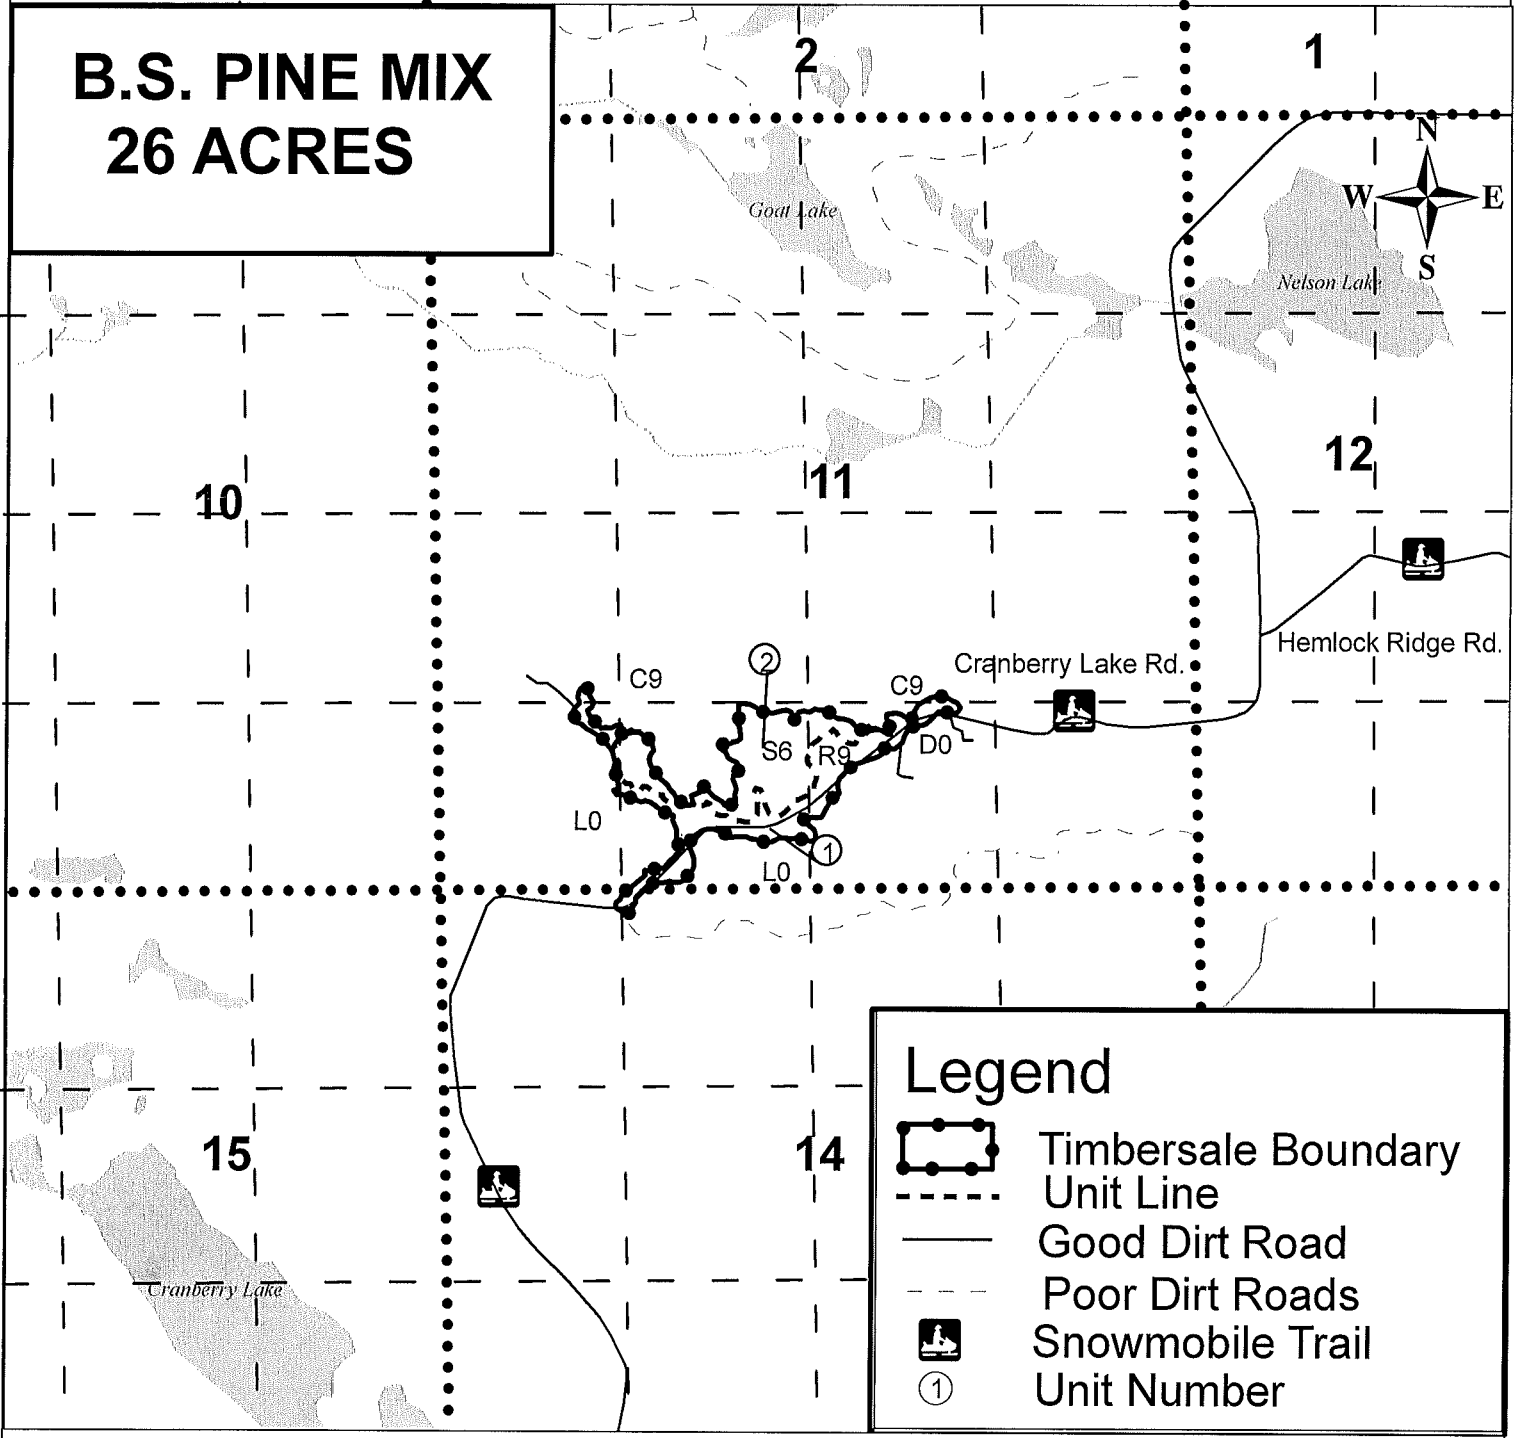 B.S. PINE MIX
26 ACRES
2
1
N
W
E
S
Goat Lake
Nelson Lake
10
11
12
Hemlock Ridge Rd.
Cranberry Lake Rd.
C9
2
C9
S6
R9
D0
L0
1
L0
15
14
Cranberry Lake
Legend
Timbersale Boundary
Unit Line
Good Dirt Road
Poor Dirt Roads
Snowmobile Trail
1 Unit Number